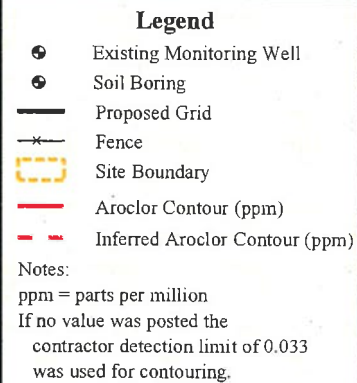 Legend
Existing Monitoring Well
Soil Boring
Proposed Grid
Fence
Site Boundary
Aroclor Contour (ppm)
Inferred Aroclor Contour (ppm)
Notes:
ppm = parts per million
If no value was posted the
contractor detection limit of 0.033
was used for contouring.